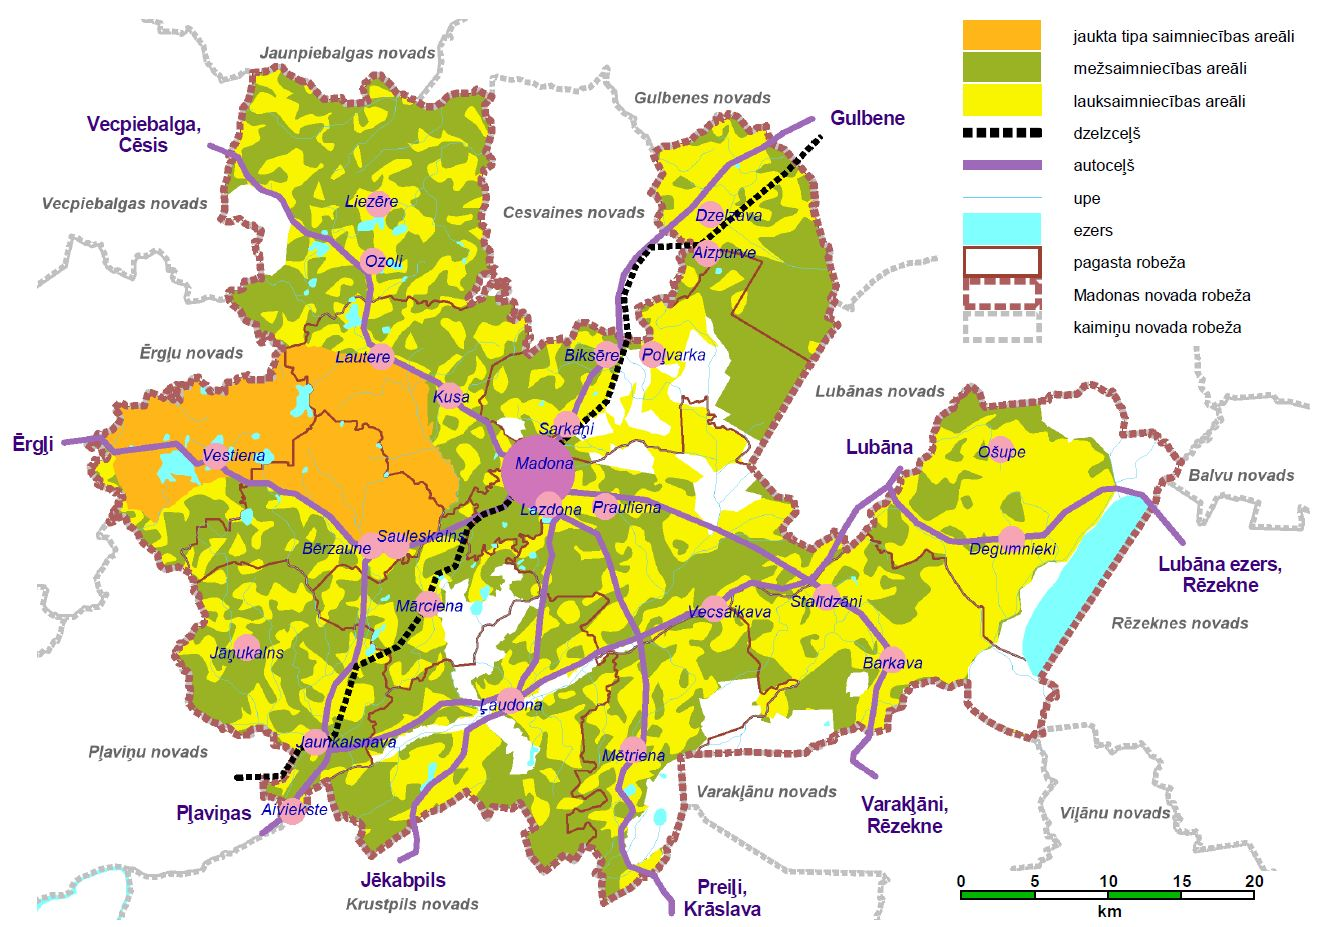 jaukta tipa saimniecības areāli
mežsaimniecības areāli
lauksaimniecības areāli
dzelzceļš
autoceļš
upe
ezers
pagasta robeža
Madonas novada robeža
kaimiņu novada robeža
Jaunpiebalgas novads
Gulbenes novads
Gulbene
Vecpiebalga,
Cēsis
Vecpiebalgas novads
Liezēre
Cesvaines novads
Dzelzava
Aizpurve
Ozoli
Ērgļu novads
Lautere
Biksēre
Poļvarka
Kusa
Lubānas novads
Sarkaņi
Ērgļi
Vestiena
Madona
Lubāna
Ošupe
Balvu novads
Lazdona
Prauliena
Sauleskalns
Bērzaune
Degumnieki
Lubāna ezers,
Rēzekne
Mārciena
Vecsaikava
Stalīdzāni
Rēzeknes novads
Jāņukalns
Barkava
Ļaudona
Jaunkalsnava
Mētriena
Pļaviņu novads
Pļaviņas
Aiviekste
Varakļānu novads
Varakļāni,
Rēzekne
Viļānu novads
Jēkabpils
Krustpils novads
Preiļi,
Krāslava
0 5 10 15 20
km